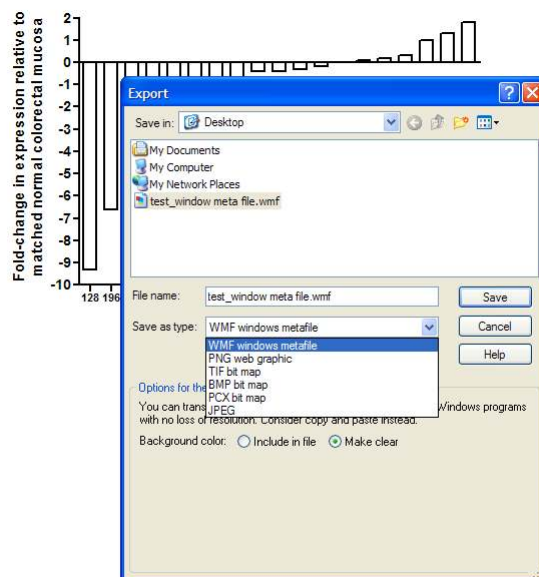 Fold-change in expression relative to
matched normal colorectal mucosa
2
1
0
-1
-2
-3
-4
-5
-6
-7
-8
-9
-10
128 196
Export
Save in: Desktop
My Documents
My Computer
My Network Places
test_window meta file.wmf
File name: test_window meta file.wmf Save
Save as type: WMF windows metafile Cancel
Help
WMF windows metafile
PNG web graphic
TIF bit map
BMP bit map
PCX bit map
JPEG
Options for the
You can trans Windows programs
with no loss of resolution. Consider copy and paste instead.
Background color: Include in file Make clear